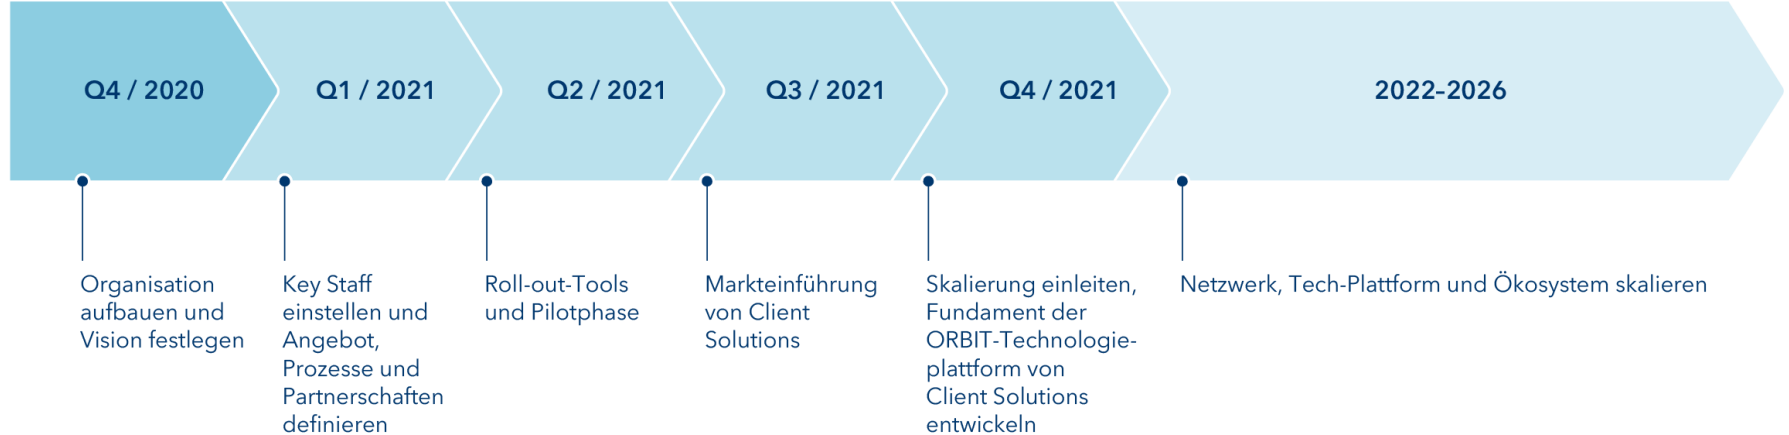 Q4 / 2020
Q1 / 2021
Q2 / 2021
Q3 / 2021
Q4 / 2021
2022–2026
Organisation
aufbauen und
Vision festlegen
Key Staff
einstellen und
Angebot,
Prozesse und
Partnerschaften
definieren
Roll-out-Tools
und Pilotphase
Markteinführung
von Client
Solutions
Skalierung einleiten,
Fundament der
ORBIT-Technologie-
plattform von
Client Solutions
entwickeln
Netzwerk, Tech-Plattform und Ökosystem skalieren